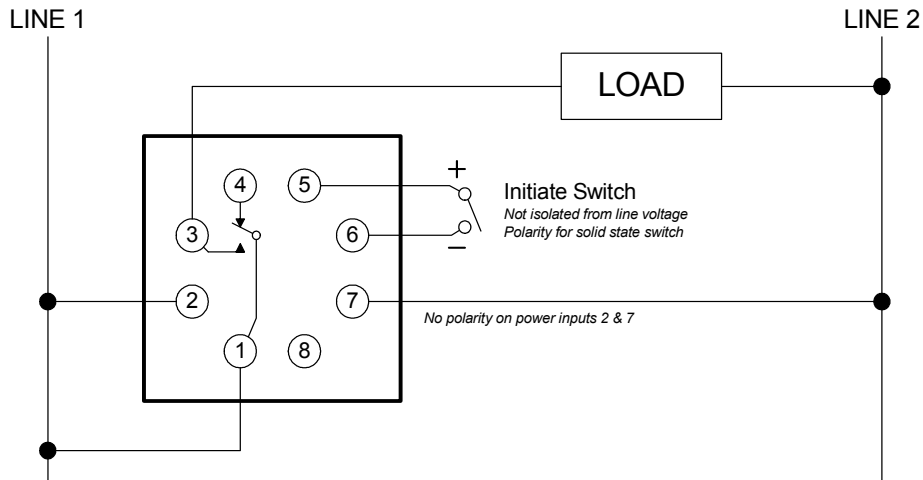 LINE 1
LINE 2
LOAD
4
5
+
Initiate Switch
Not isolated from line voltage
Polarity for solid state switch
3
6
−
2
7
No polarity on power inputs 2 & 7
1
8